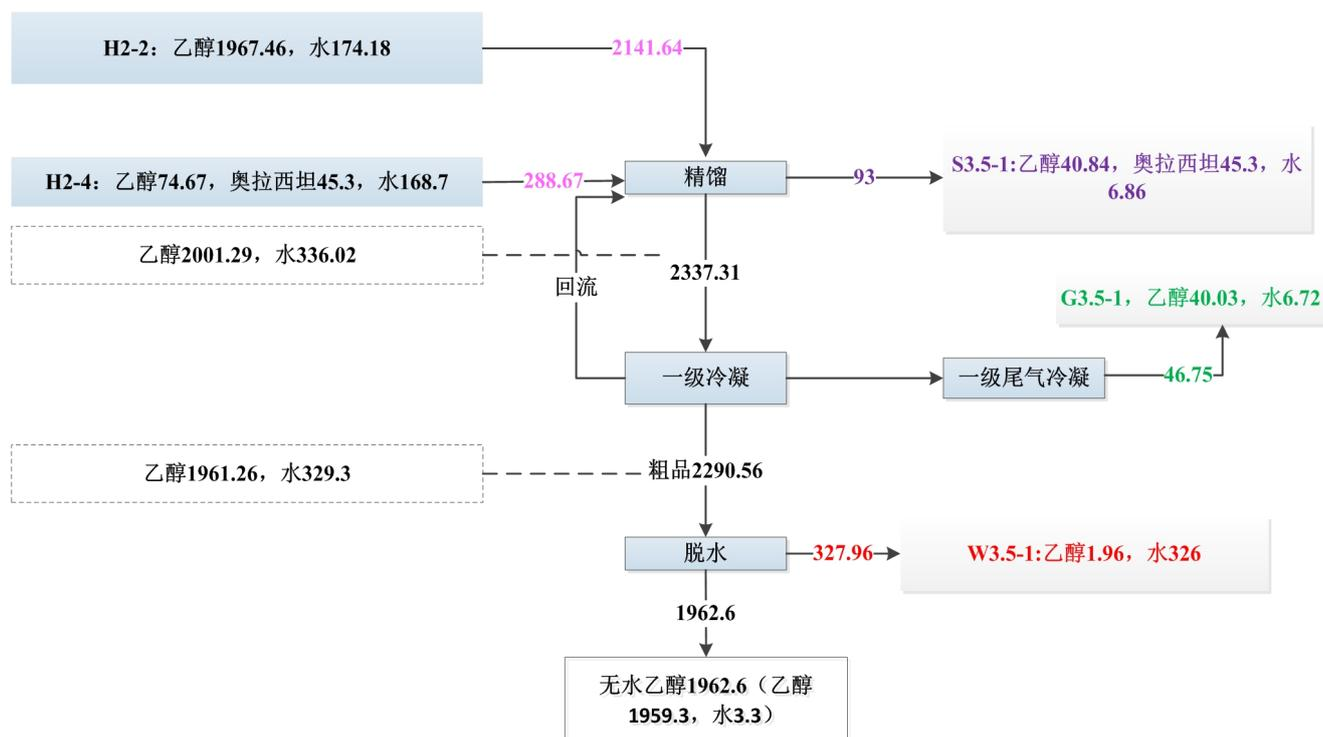 H2-2：乙醇1967.46，水174.18
2141.64
H2-4：乙醇74.67，奥拉西坦45.3，水168.7
288.67
精馏
93
S3.5-1:乙醇40.84，奥拉西坦45.3，水
6.86
乙醇2001.29，水336.02
2337.31
回流
G3.5-1，乙醇40.03，水6.72
一级冷凝
一级尾气冷凝
46.75
乙醇1961.26，水329.3
粗品2290.56
脱水
327.96
W3.5-1:乙醇1.96，水326
1962.6
无水乙醇1962.6（乙醇
1959.3，水3.3）